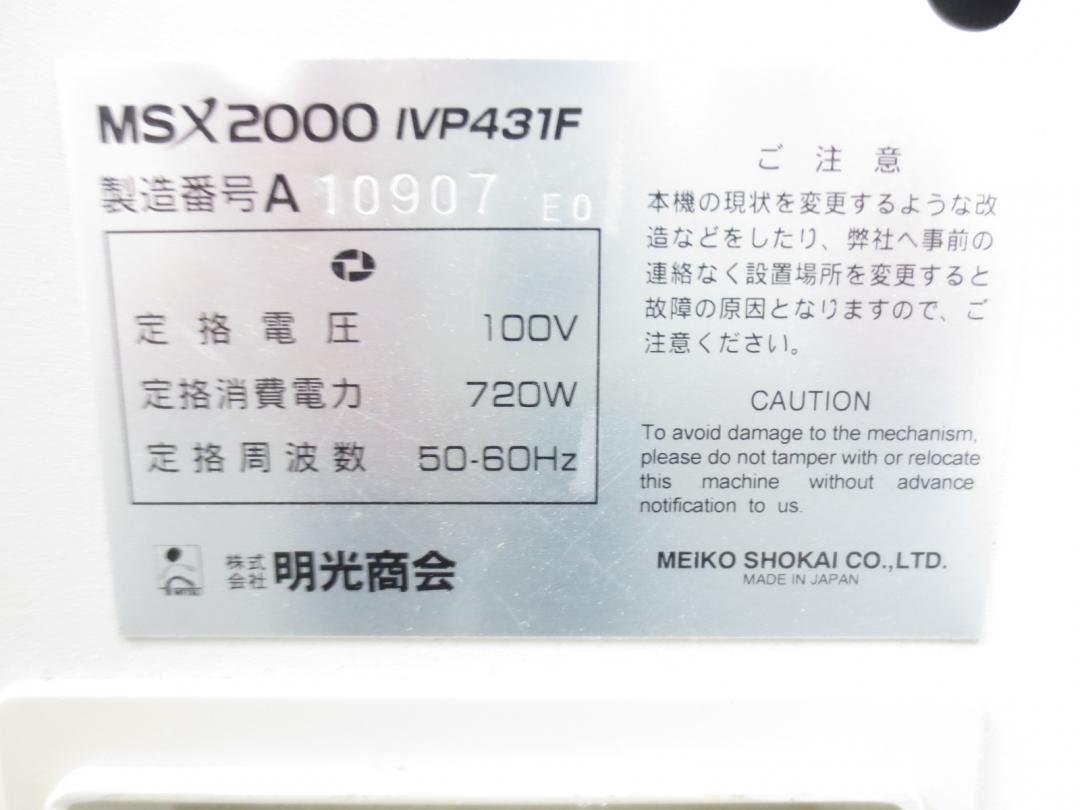 MSX2000 IVP431F
製造番号A 10907 E0
定格電圧 100V
定格消費電力 720W
定格周波数 50-60Hz
株式会社 明光商会
ご注意
本機の現状を変更するような改
造などをしたり、弊社へ事前の
連絡なく設置場所を変更すると
故障の原因となりますので、ご
注意ください。
CAUTION
To avoid damage to the mechanism,
please do not tamper with or relocate
this machine without advance
notification to us.
MEIKO SHOKAI CO.,LTD.
MADE IN JAPAN